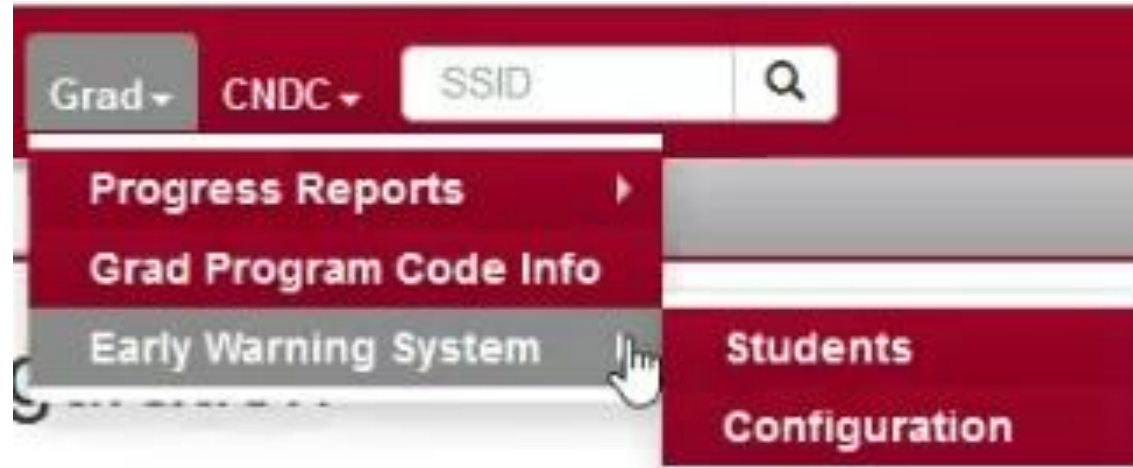 Grad CNDC SSID
Progress Reports
Grad Program Code Info
Early Warning System
Students
Configuration